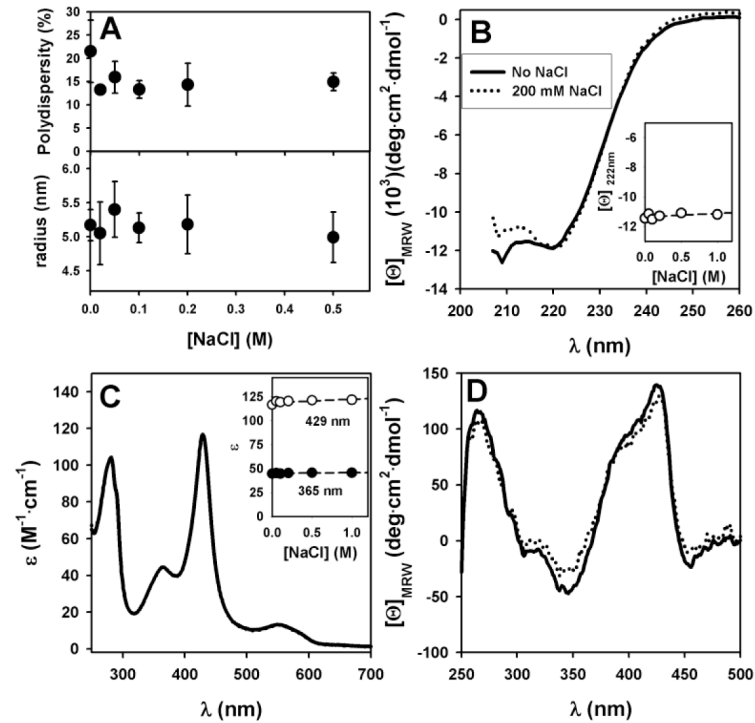 A
Polydispersity (%)
30
25
20
15
10
5
0
radius (nm)
6.0
5.5
5.0
4.5
0.0 0.1 0.2 0.3 0.4 0.5
[NaCl] (M)
B
[Θ]MRW (10³)(deg·cm²·dmol⁻¹)
0
-2
-4
-6
-8
-10
-12
-14
No NaCl
200 mM NaCl
[Θ] 222nm
-6
-8
-10
-12
0.0 0.5 1.0
[NaCl] (M)
200 210 220 230 240 250 260
λ (nm)
C
ε (M⁻¹·cm⁻¹)
140
120
100
80
60
40
20
0
ε
125
100
75
50
25
0
429 nm
365 nm
0.0 0.5 1.0
[NaCl] (M)
300 400 500 600 700
λ (nm)
D
[Θ]MRW (deg·cm²·dmol⁻¹)
150
100
50
0
-50
-100
250 300 350 400 450 500
λ (nm)